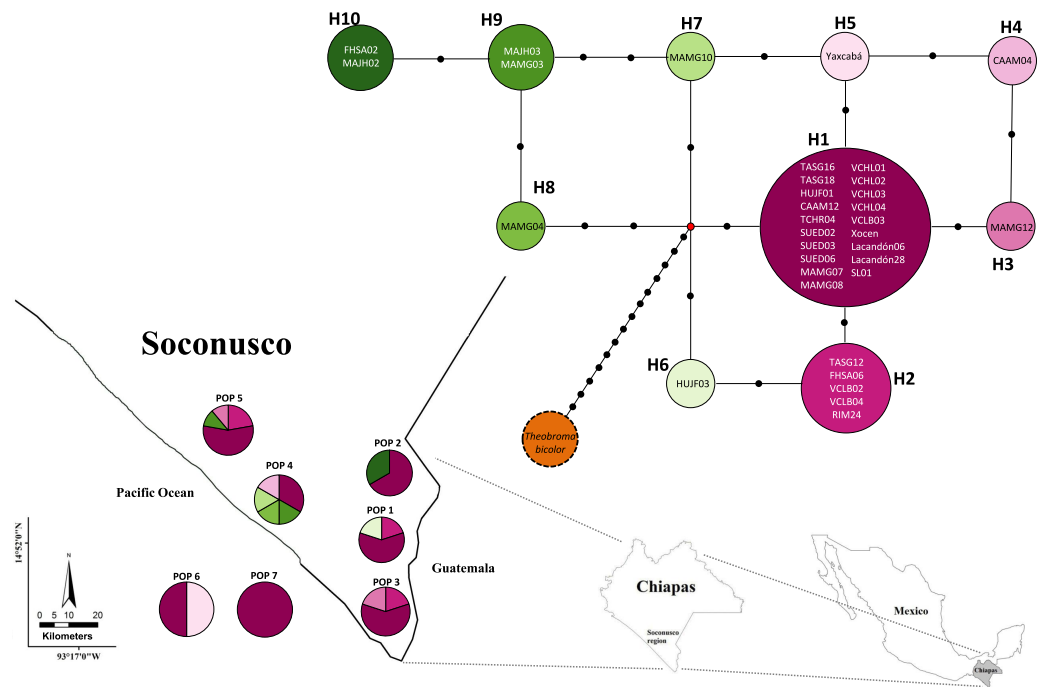 H10
FHSA02
MAJH02
H9
MAJH03
MAMG03
H7
MAMG10
H5
Yaxcabá
H4
CAAM04
H8
MAMG04
H1
TASG16
TASG18
HUJF01
CAAM12
TCHR04
SUED02
SUED03
SUED06
MAMG07
MAMG08
VCHL01
VCHL02
VCHL03
VCHL04
VCLB03
Xocen
Lacandón06
Lacandón28
SL01
MAMG12
H3
H6
HUJF03
TASG12
FHSA06
VCLB02
VCLB04
RIM24
H2
Theobroma
bicolor
Soconusco
POP 5
POP 4
POP 2
POP 1
POP 3
POP 6
POP 7
Pacific Ocean
Guatemala
14°52'0"N
N
0 5 10 20
Kilometers
93°17'0"W
Chiapas
Soconusco
region
Mexico
Chiapas